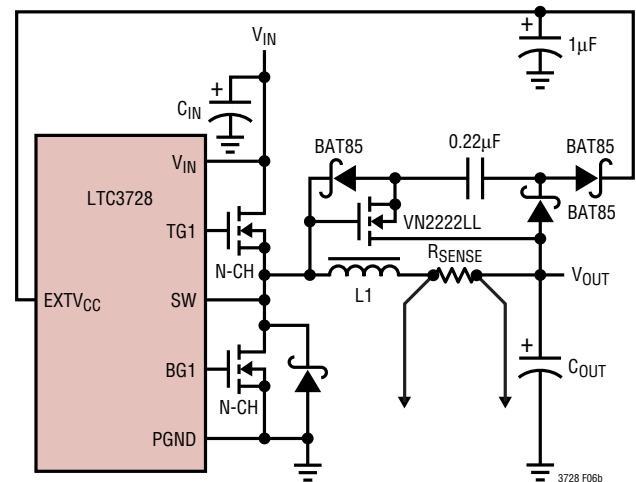 +
1μF
VIN
+
CIN
BAT85
0.22μF
BAT85
VIN
LTC3728
BAT85
VN2222LL
TG1
RSENSE
N-CH
VOUT
L1
EXTVCC
SW
+
COUT
BG1
N-CH
PGND
3728 F06b